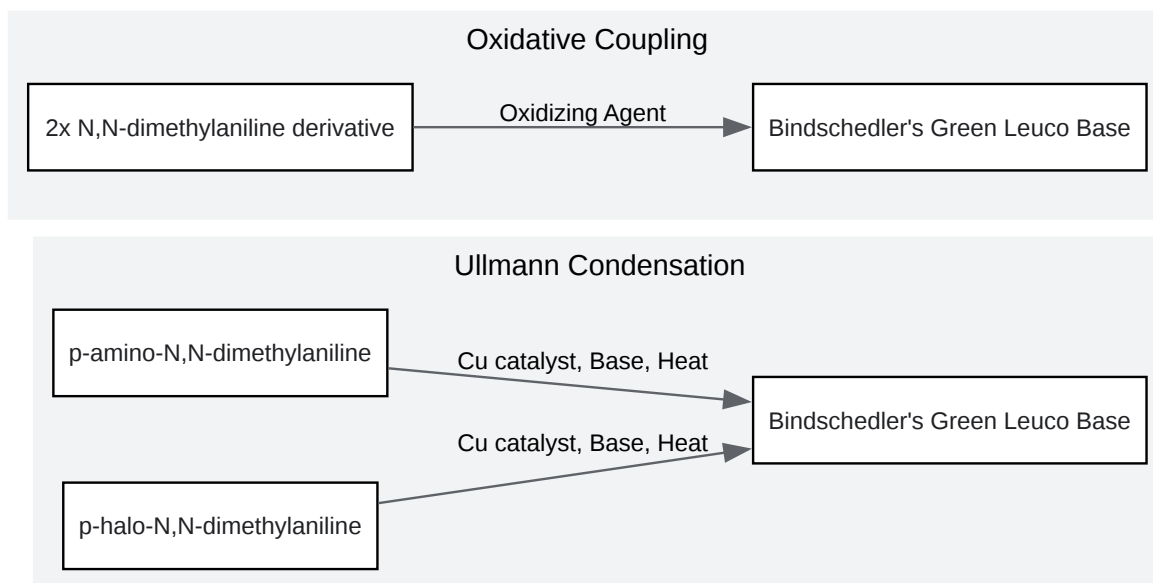 Oxidative Coupling
2x N,N-dimethylaniline derivative
Oxidizing Agent
Bindschedler's Green Leuco Base
Ullmann Condensation
p-amino-N,N-dimethylaniline
Cu catalyst, Base, Heat
Bindschedler's Green Leuco Base
Cu catalyst, Base, Heat
p-halo-N,N-dimethylaniline